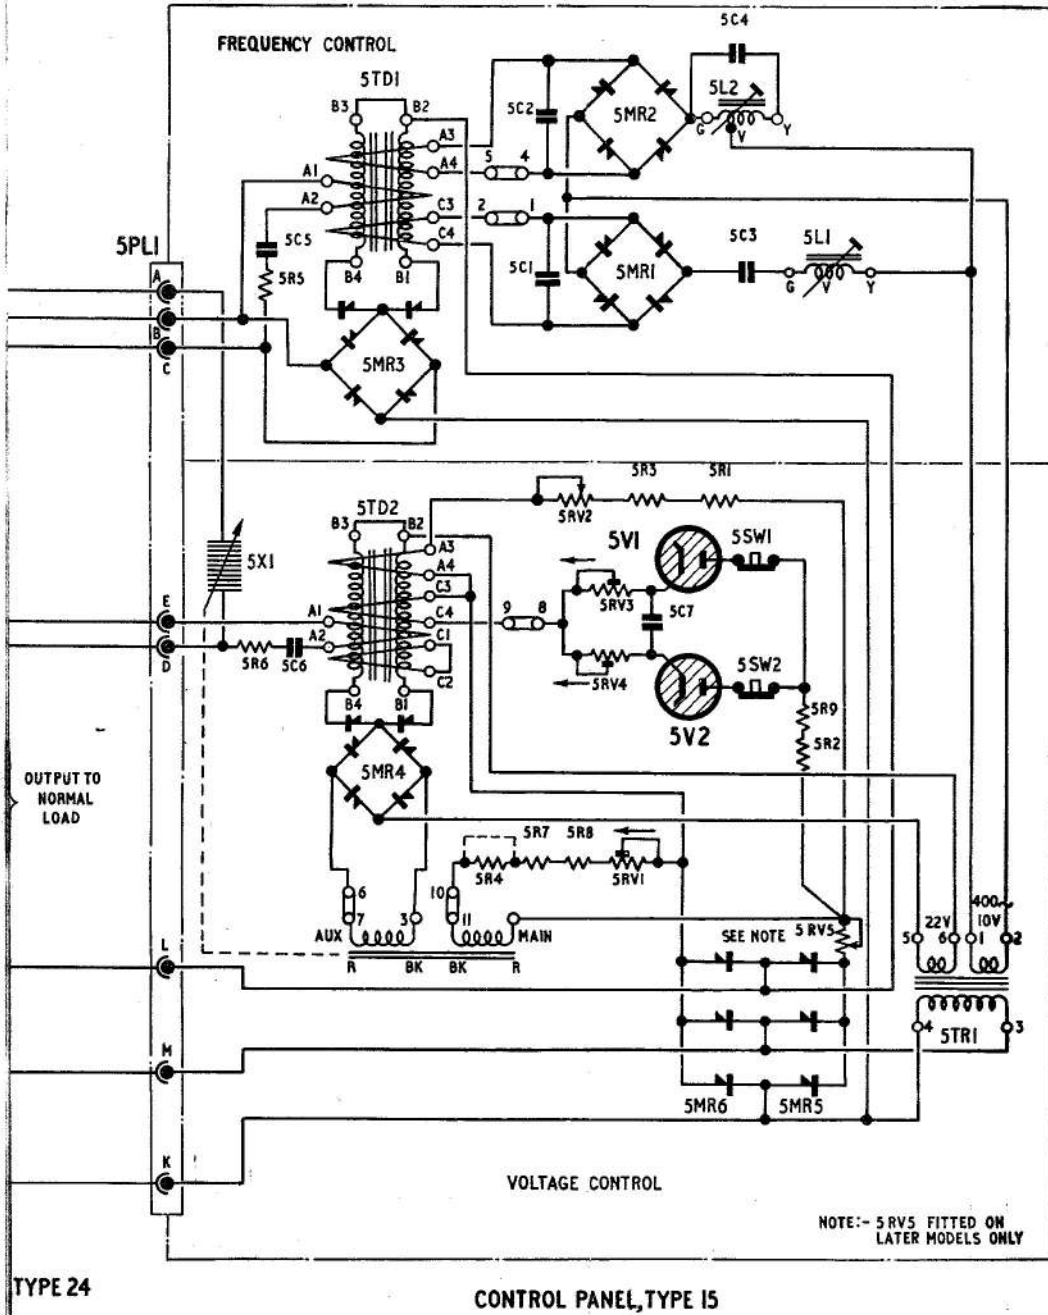 5C4
FREQUENCY CONTROL
5TD1
5L2
B3 B2
5C2 5MR2
G V Y
A3
A4 5 4
A1
A2
C3 2 1
C4
5C5
5PL1
5C3 5L1
5C1 5MR1
G V Y
B4 B1
A 5R5
B
C
5MR3
5R3 5R1
5TD2
5RV2
B3 B2
A3
5V1 5SW1
5X1
A4
C3
5RV3
5C7
E
A1 C4 9 8
A2 C1
D
5R6 5C6
C2
5RV4
5SW2
B4 B1
5R9
5V2
5R2
5MR4
OUTPUT TO
NORMAL
LOAD
5R7 5R8
5R4 5RV1
6 10
7 3 11
AUX MAIN
R BK BK R
SEE NOTE 5RV5
22V 400~
10V
5 6 1 2
L
4 3
5TR1
M
5MR6 5MR5
K
VOLTAGE CONTROL
NOTE:- 5RV5 FITTED ON
LATER MODELS ONLY
TYPE 24
CONTROL PANEL, TYPE 15